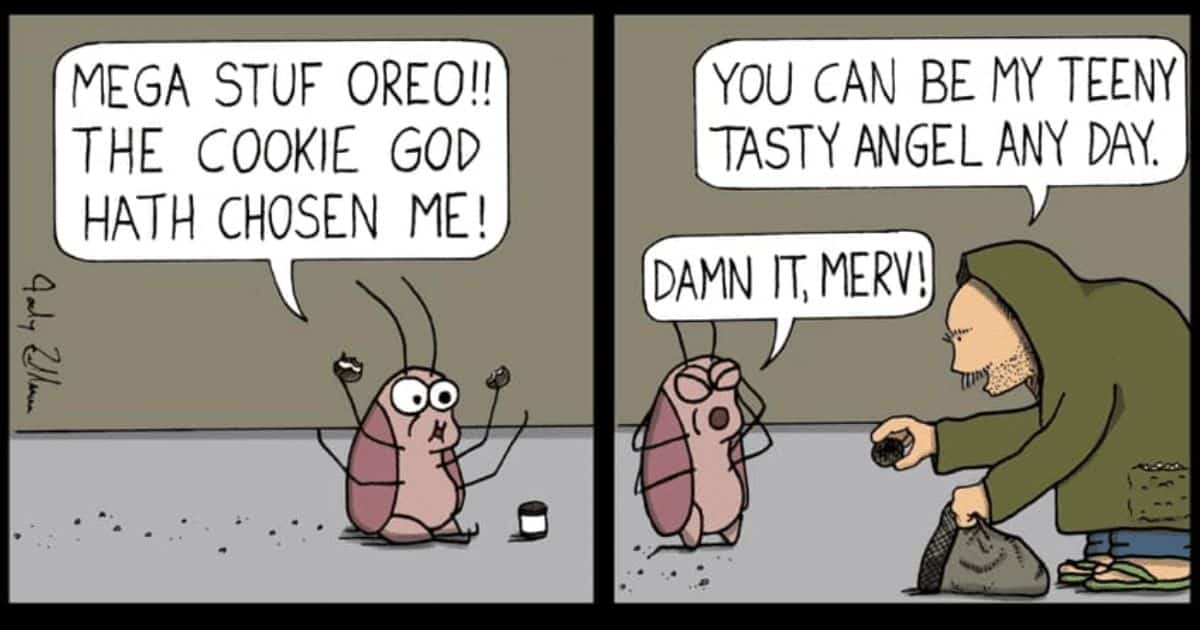 MEGA STUF OREO!!
THE COOKIE GOD
HATH CHOSEN ME!
YOU CAN BE MY TEENY
TASTY ANGEL ANY DAY.
DAMN IT, MERV!